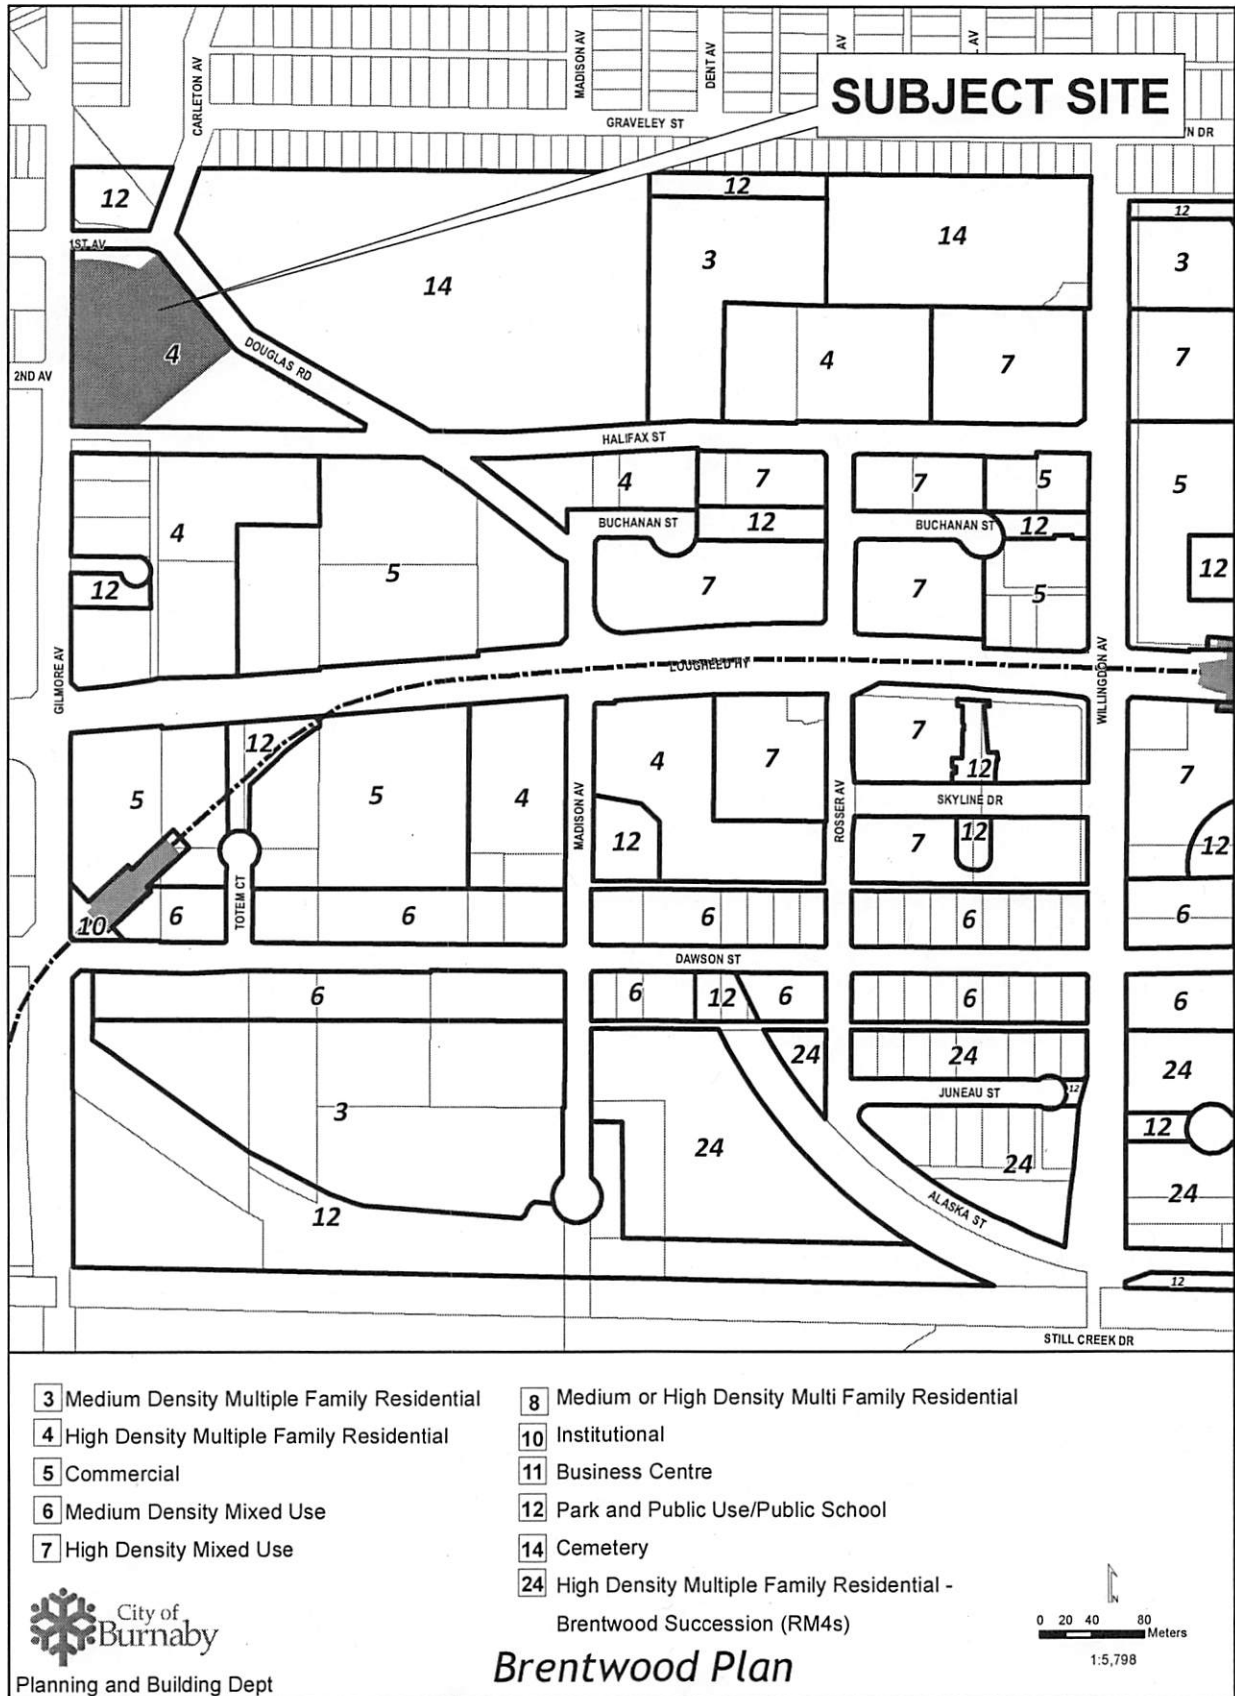 MADISON AV
DENT AV
AV
AV
CARLETON AV
SUBJECT SITE
GRAVELEY ST
WN DR
12
12
12
1ST AV
14
3
14
3
4
DOUGLAS RD
4
7
7
2ND AV
HALIFAX ST
4
7
7
5
5
4
BUCHANAN ST
12
BUCHANAN ST
12
12
5
12
7
7
5
GILMORE AV
LOUGHEED HY
WILLINGDON AV
12
5
5
4
4
7
7
12
7
SKYLINE DR
MADISON AV
12
ROSSER AV
7
12
12
10
6
TOTEM CT
6
6
6
6
DAWSON ST
6
6
12
6
6
6
24
24
24
3
JUNEAU ST
12
12
24
24
24
12
ALASKA ST
12
STILL CREEK DR
3 Medium Density Multiple Family Residential
4 High Density Multiple Family Residential
5 Commercial
6 Medium Density Mixed Use
7 High Density Mixed Use
8 Medium or High Density Multi Family Residential
10 Institutional
11 Business Centre
12 Park and Public Use/Public School
14 Cemetery
24 High Density Multiple Family Residential -
Brentwood Succession (RM4s)
City of
Burnaby
Planning and Building Dept
Brentwood Plan
N
0 20 40 80
Meters
1:5,798